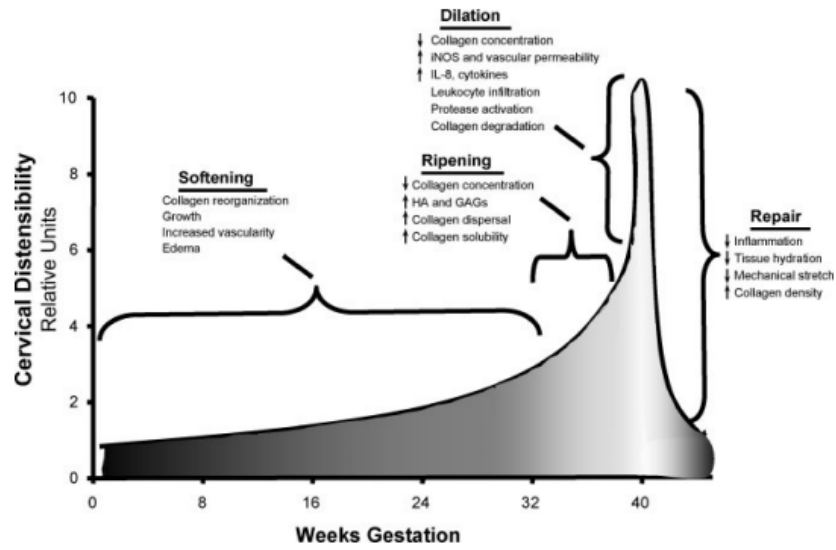 Dilation
↓ Collagen concentration
↑ iNOS and vascular permeability
↑ IL-8, cytokines
Leukocyte infiltration
Protease activation
Collagen degradation
Ripening
↓ Collagen concentration
↑ HA and GAGs
↑ Collagen dispersal
↑ Collagen solubility
Softening
Collagen reorganization
Growth
Increased vascularity
Edema
Repair
↓ Inflammation
↓ Tissue hydration
↓ Mechanical stretch
↑ Collagen density
Cervical Distensibility
Relative Units
10
8
6
4
2
0
0 8 16 24 32 40
Weeks Gestation